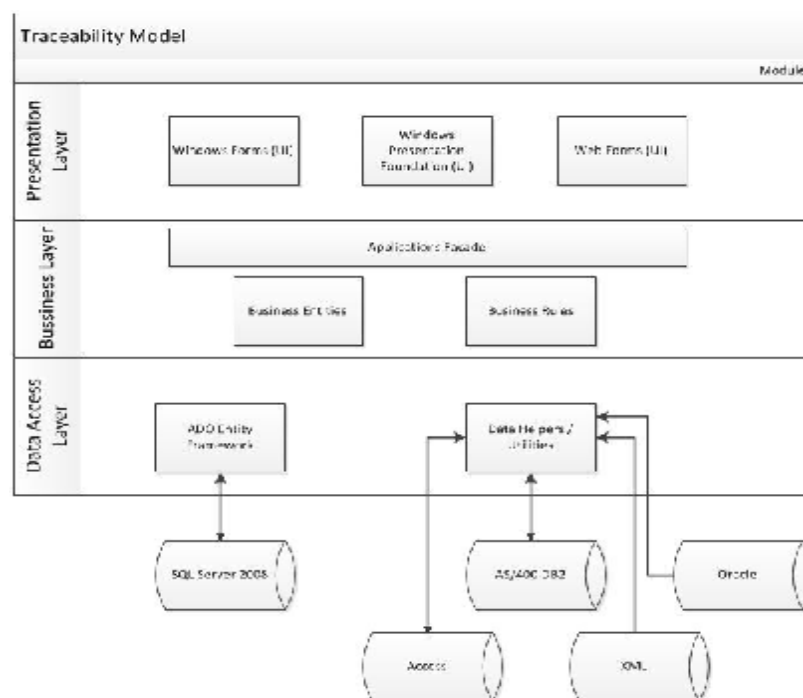 Traceability Model
Module
Presentation
Layer
Windows Forms (UI)
Windows
Presentation
Foundation (UI)
Web Forms (UI)
Bussiness Layer
Applications Facade
Business Entities
Business Rules
Data Access
Layer
ADO Entity
Framework
Data Helpers /
Utilities
SQL Server 2008
AS/400 DB2
Oracle
Access
XML